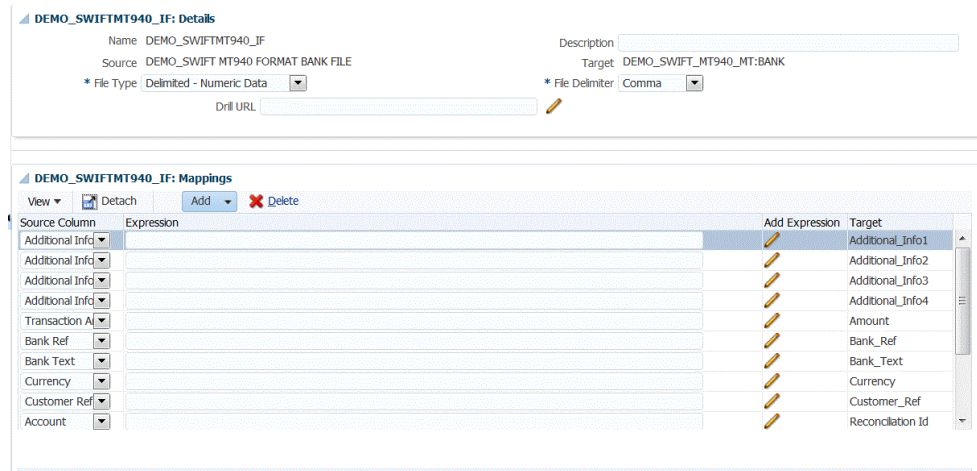 DEMO_SWIFTMT940_IF: Details
Name DEMO_SWIFTMT940_IF
Description
Source DEMO_SWIFT MT940 FORMAT BANK FILE
Target DEMO_SWIFT_MT940_MT:BANK
* File Type Delimited - Numeric Data
* File Delimiter Comma
Drill URL
DEMO_SWIFTMT940_IF: Mappings
View Detach Add Delete
Source Column Expression Add Expression Target
Additional Info Additional_Info1
Additional Info Additional_Info2
Additional Info Additional_Info3
Additional Info Additional_Info4
Transaction A Amount
Bank Ref Bank_Ref
Bank Text Bank_Text
Currency Currency
Customer Ref Customer_Ref
Account Reconciliation Id